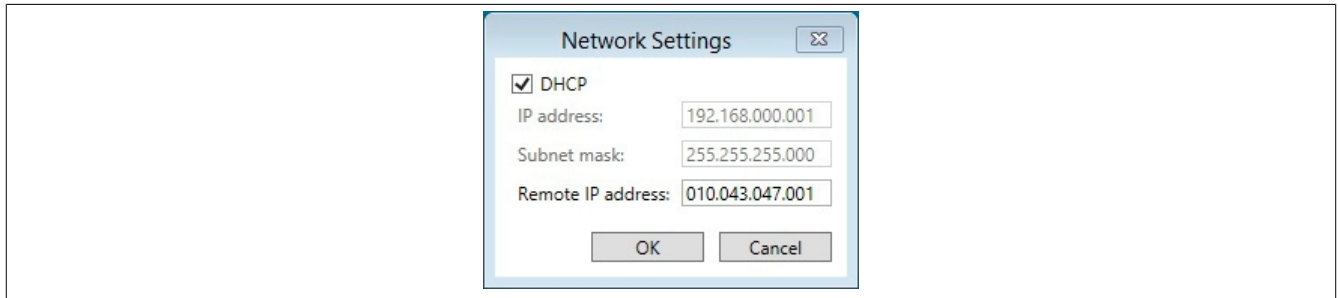 Network Settings
DHCP
IP address: 192.168.000.001
Subnet mask: 255.255.255.000
Remote IP address: 010.043.047.001
OK Cancel